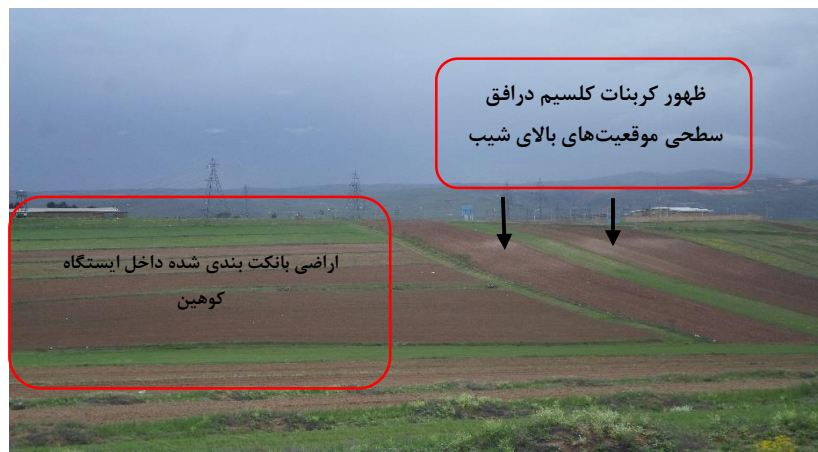 ظهور کربنات کلسیم درافق
سطحی موقعیت‌های بالای شیب
اراضی بانکت بندی شده داخل ایستگاه
کوهین